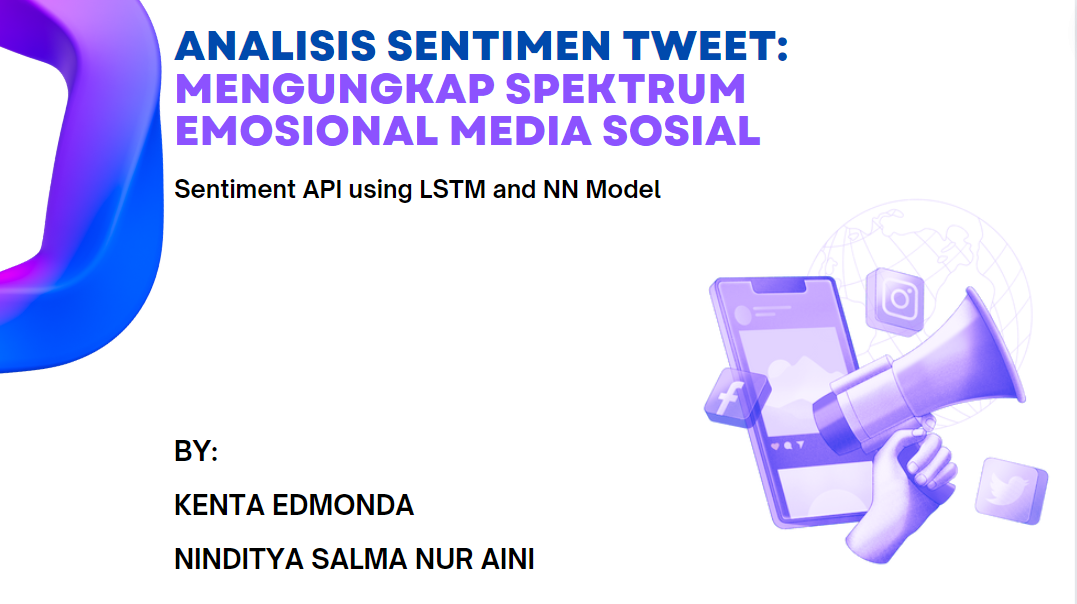 ANALISIS SENTIMEN TWEET:
MENGUNGKAP SPEKTRUM
EMOSIONAL MEDIA SOSIAL
Sentiment API using LSTM and NN Model
BY:
KENTA EDMONDA
NINDITYA SALMA NUR AINI